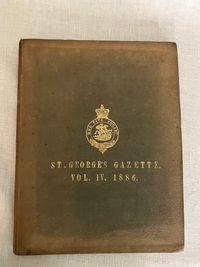 ST. GEORGE'S GAZETTE.
VOL. IV. 1886.